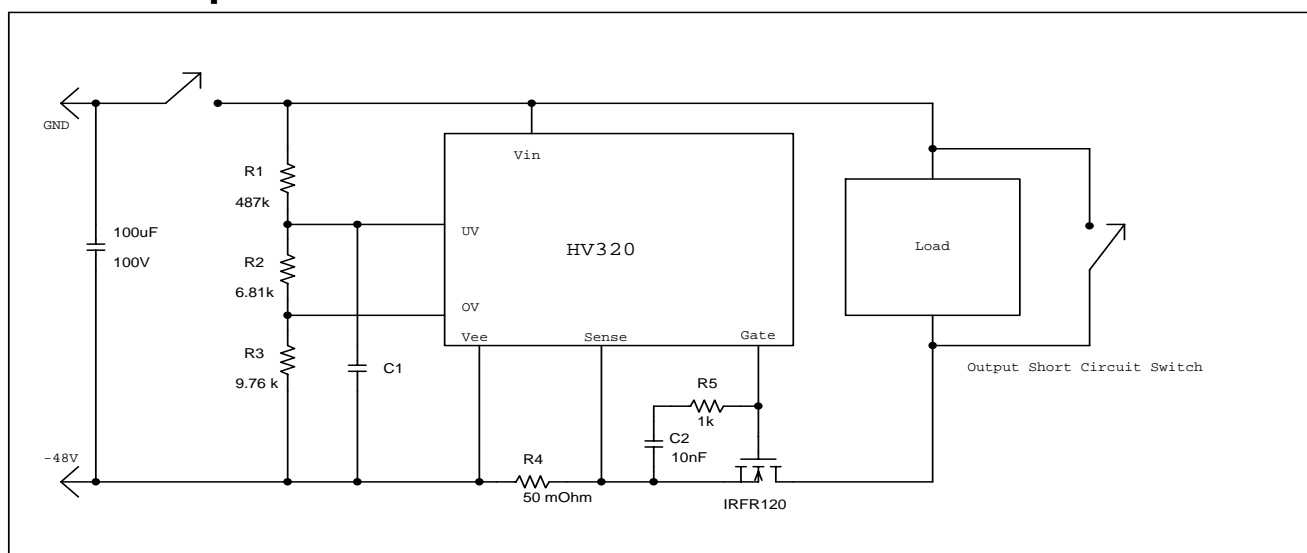 GND
Vin
R1
487k
UV
HV320
Load
100uF
100V
R2
6.81k
OV
Vee
Sense
Gate
R3
9.76 k
C1
Output Short Circuit Switch
R5
1k
C2
10nF
-48V
R4
50 mOhm
IRFR120